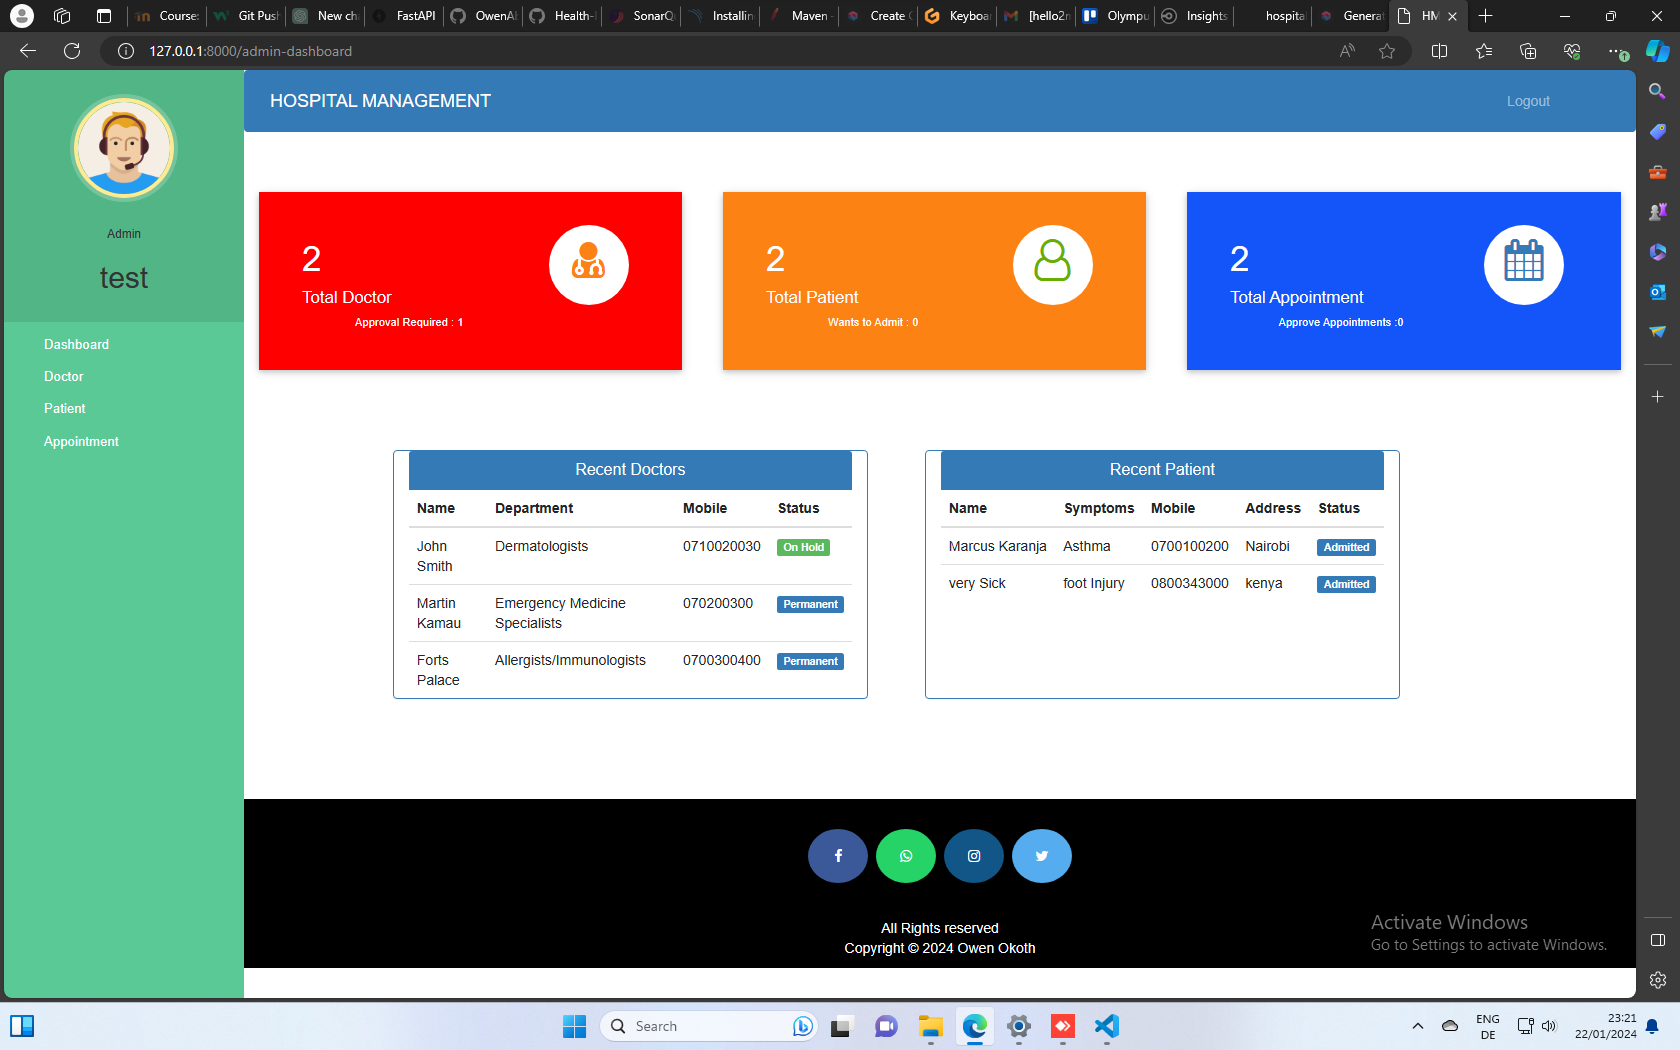 Course:
Git Pus
New ch
FastAPI
OwenA
Health-
SonarQ
Installin
Maven -
Create
Keyboa
[hello2
Olympu
Insights
hospita
Genera
HM
127.0.0.1:8000/admin-dashboard
HOSPITAL MANAGEMENT
Logout
Admin
test
Dashboard
Doctor
Patient
Appointment
2
Total Doctor
Approval Required : 1
2
Total Patient
Wants to Admit : 0
2
Total Appointment
Approve Appointments :0
Recent Doctors
Name Department Mobile Status
John Smith Dermatologists 0710020030 On Hold
Martin Kamau Emergency Medicine Specialists 070200300 Permanent
Forts Palace Allergists/Immunologists 0700300400 Permanent
Recent Patient
Name Symptoms Mobile Address Status
Marcus Karanja Asthma 0700100200 Nairobi Admitted
very Sick foot Injury 0800343000 kenya Admitted
All Rights reserved
Copyright © 2024 Owen Okoth
Activate Windows
Go to Settings to activate Windows.
Search
ENG
DE
23:21
22/01/2024